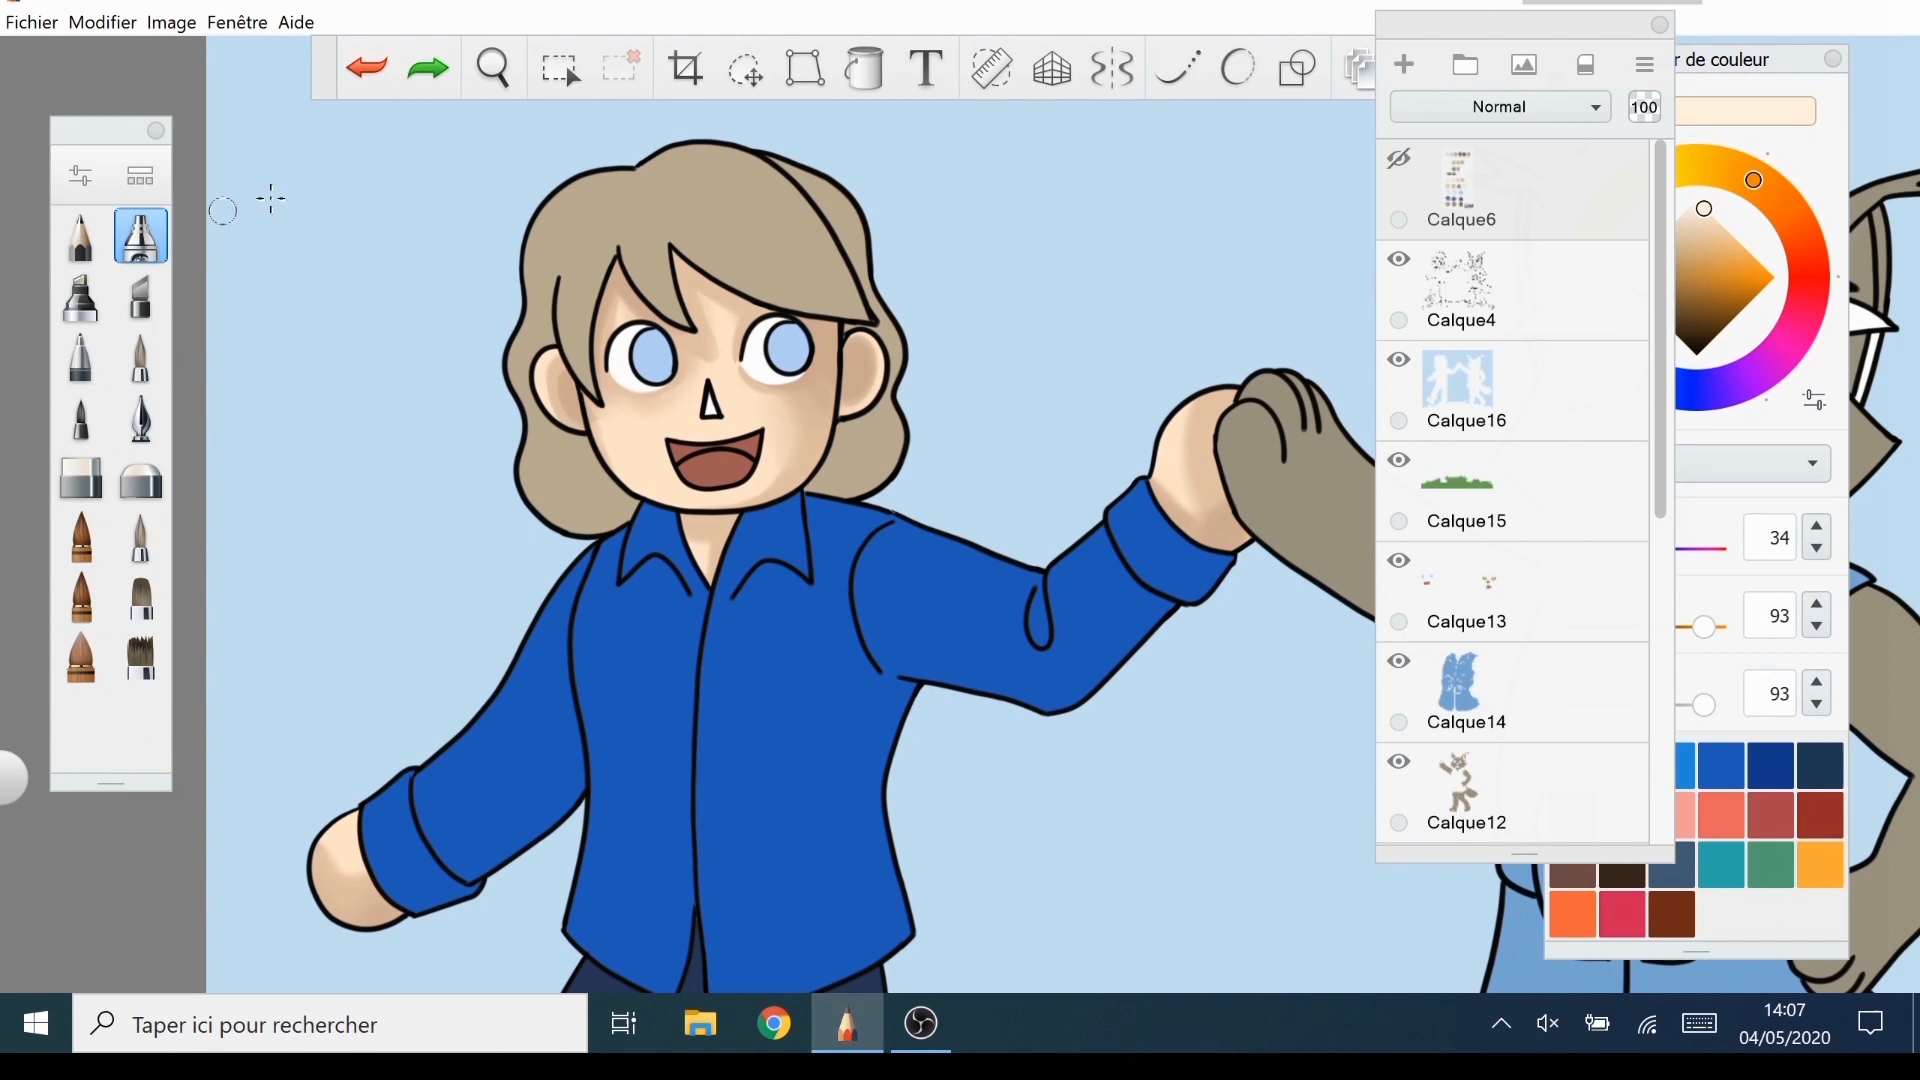 Fichier Modifier Image Fenêtre Aide
T
r de couleur
Normal
100
Calque6
Calque4
Calque16
Calque15
Calque13
Calque14
Calque12
34
93
93
Taper ici pour rechercher
14:07
04/05/2020